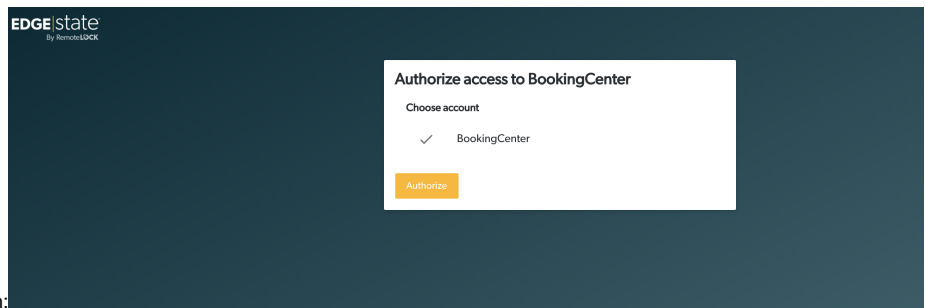 EDGE|state
By RemoteLOCK
Authorize access to BookingCenter
Choose account
BookingCenter
Authorize